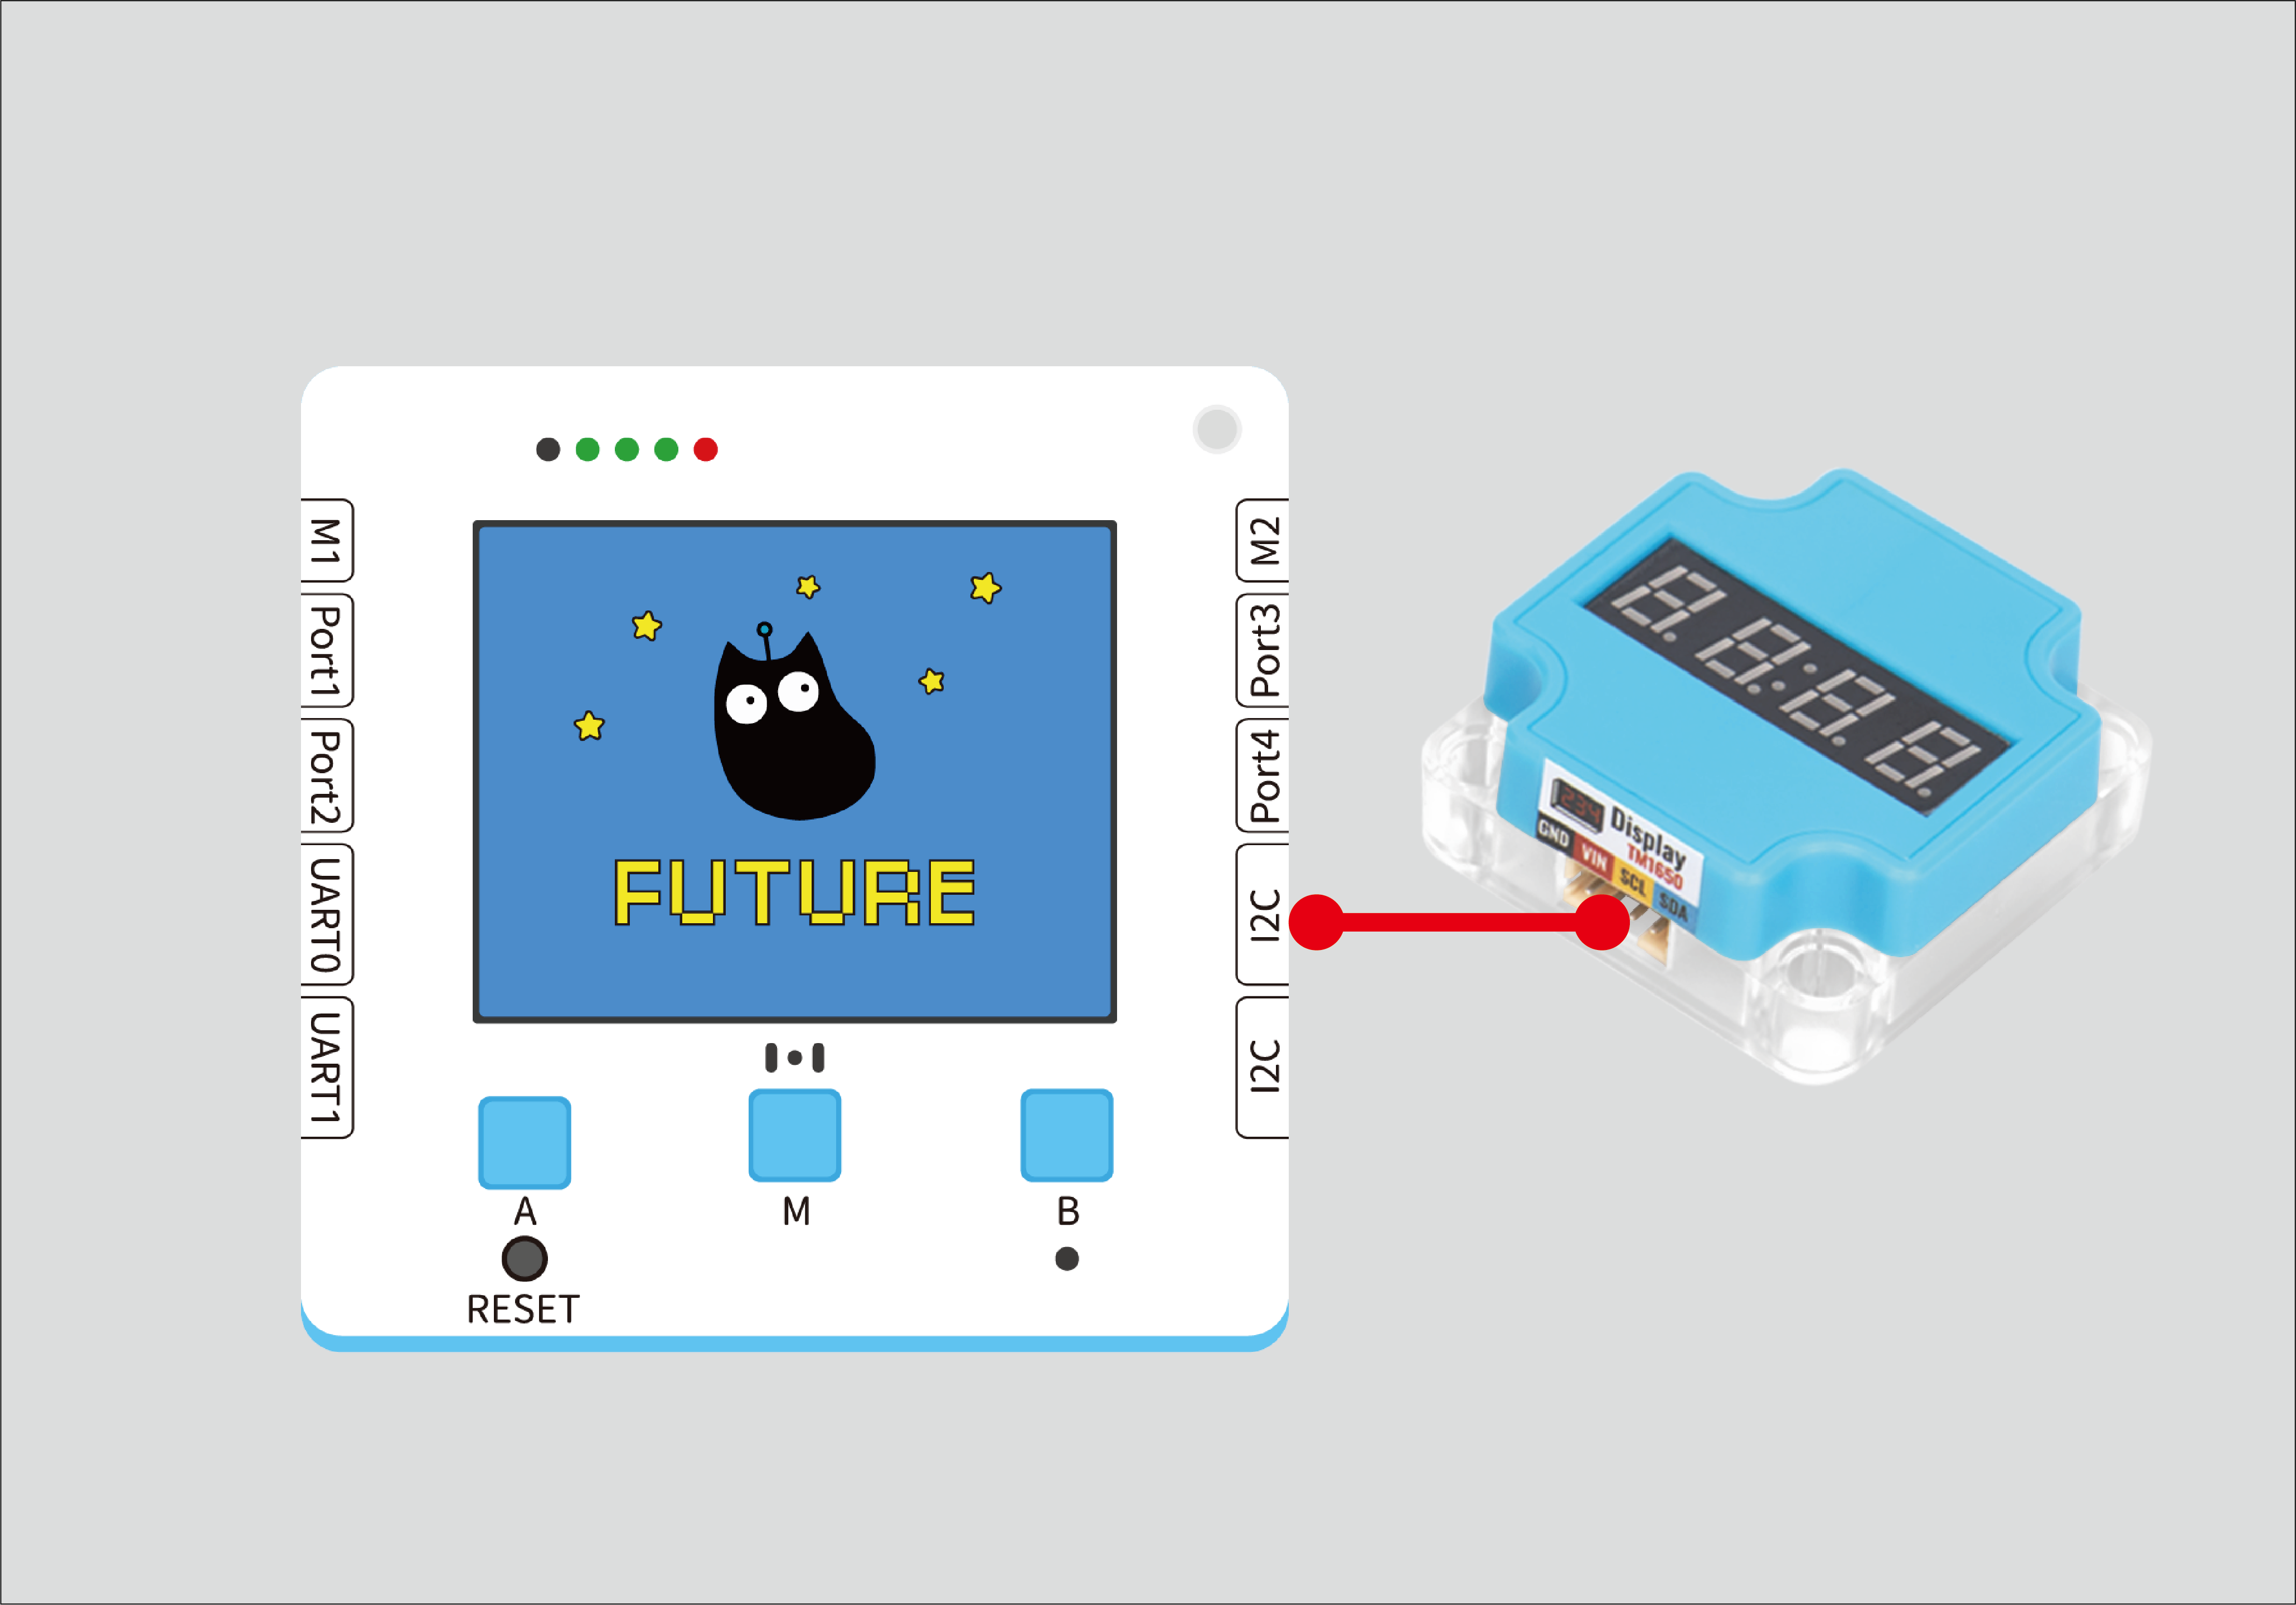 M1
Port1
Port2
UART0
UART1
FUTURE
M2
Port3
Port4
I2C
I2C
A
M
B
RESET
Display
TM1650
GND VIN SCL SDA